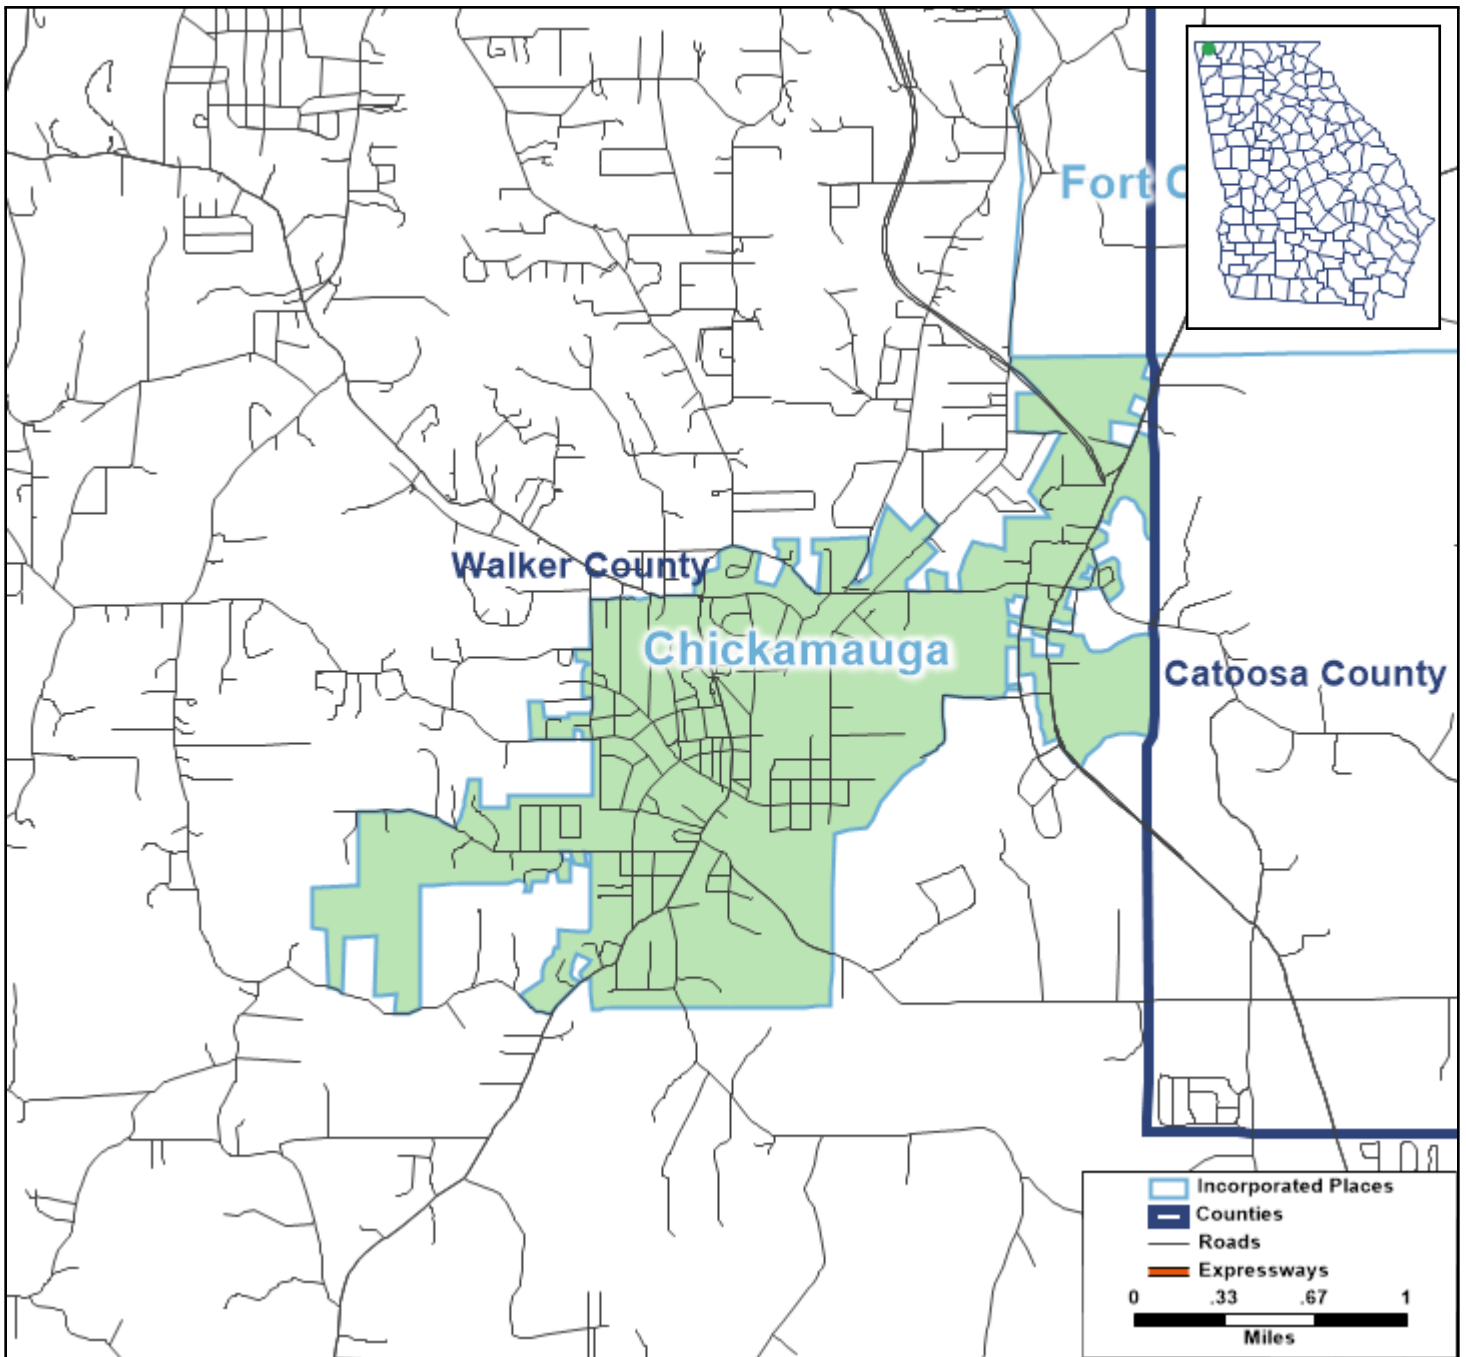 Fort C
Walker County
Chickamauga
Catoosa County
Incorporated Places
Counties
Roads
Expressways
0 .33 .67 1
Miles